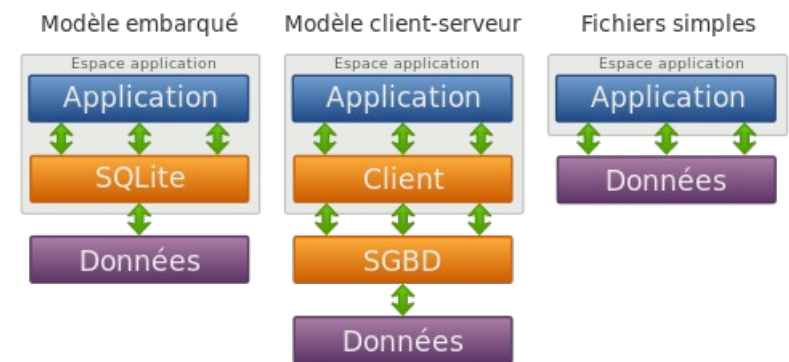 Modèle embarqué
Espace application
Application
SQLite
Données
Modèle client-serveur
Espace application
Application
Client
SGBD
Données
Fichiers simples
Espace application
Application
Données